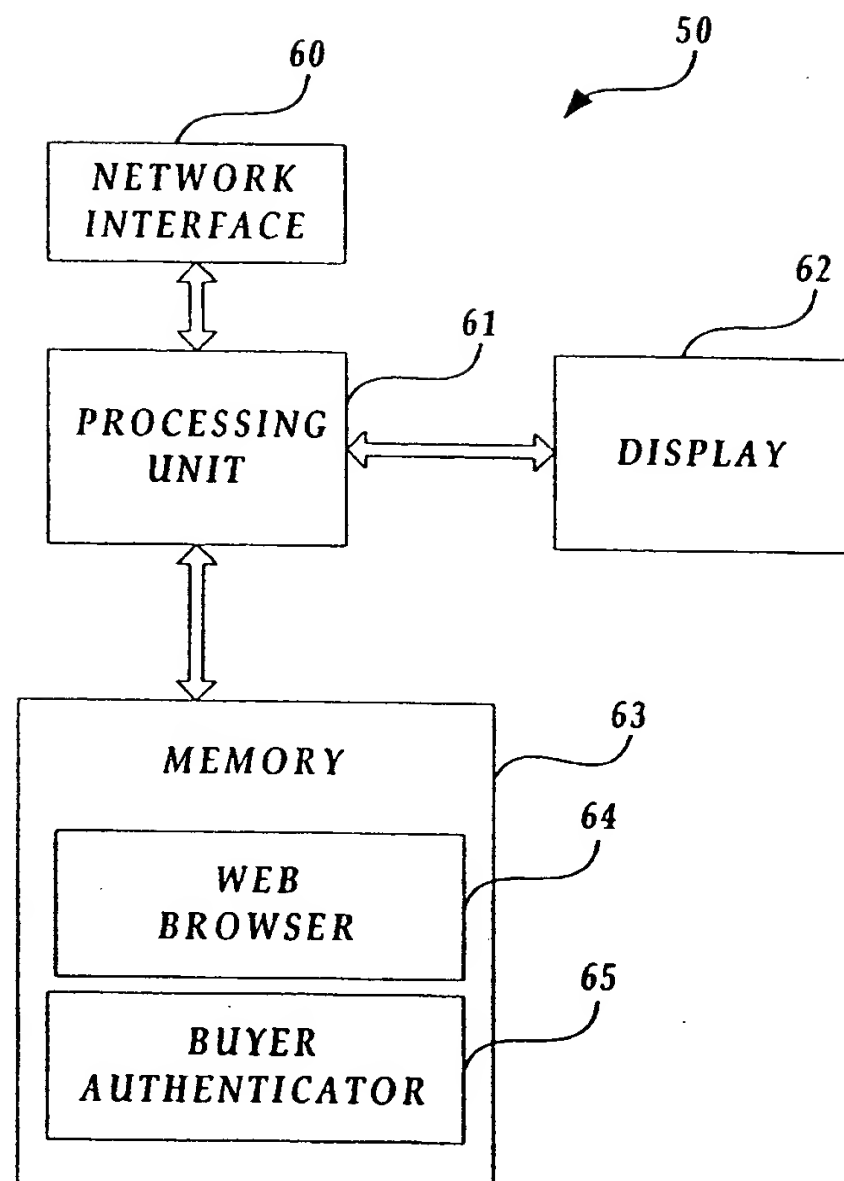 60
50
NETWORK
INTERFACE
61
62
PROCESSING
UNIT
DISPLAY
63
MEMORY
64
WEB
BROWSER
65
BUYER
AUTHENTICATOR